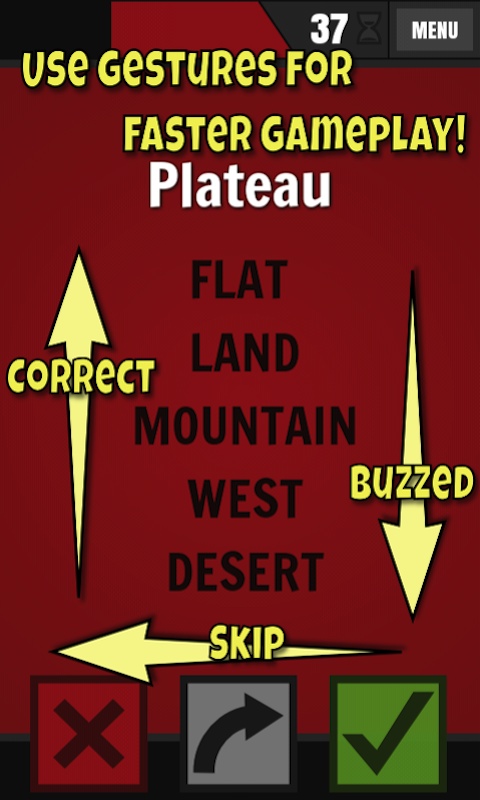 37
MENU
USE GESTURES FOR
FASTER GAMEPLAY!
Plateau
FLAT
LAND
CORRECT
MOUNTAIN
BUZZED
WEST
DESERT
SKIP